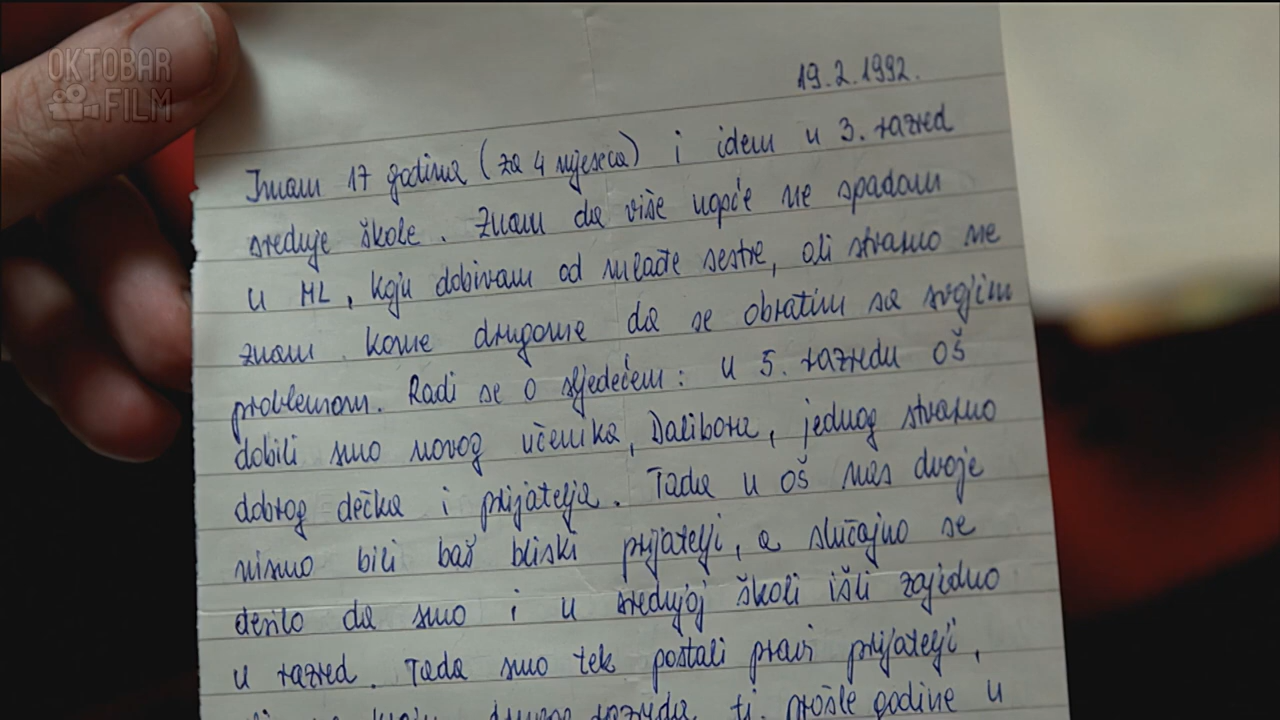 OKTOBAR
FILM
19.2.1992.
Imam 17 godina (za 4 mjeseca) i idem u 3. razred
srednje škole. Znam da više uopće ne spadam
u ML, koju dobivam od mlađe sestre, ali stvarno ne
znam kome drugome da se obratim sa svojim
problemom. Radi se o sljedećem: u 5. razredu OŠ
dobili smo novog učenika, Dalibora, jednog stvarno
dobrog dečka i prijatelja. Tada u OŠ nas dvoje
nismo bili baš bliski prijatelji, a slučajno se
desilo da smo i u srednjoj školi išli zajedno
u razred. Tada smo tek postali pravi prijatelji,
drugog razreda, tj. prošle godine u